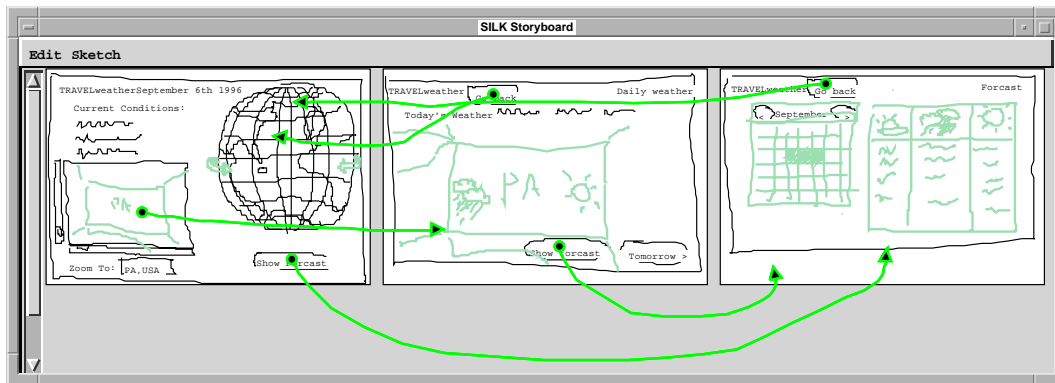 SILK Storyboard
Edit Sketch
TRAVELweatherSeptember 6th 1996
Current Conditions:
PA
Zoom To: PA,USA
Show Forcast
TRAVELweather Go back Daily weather
Today's Weather
PA
Show Forcast Tomorrow >
TRAVELweather Go back Forcast
< September >